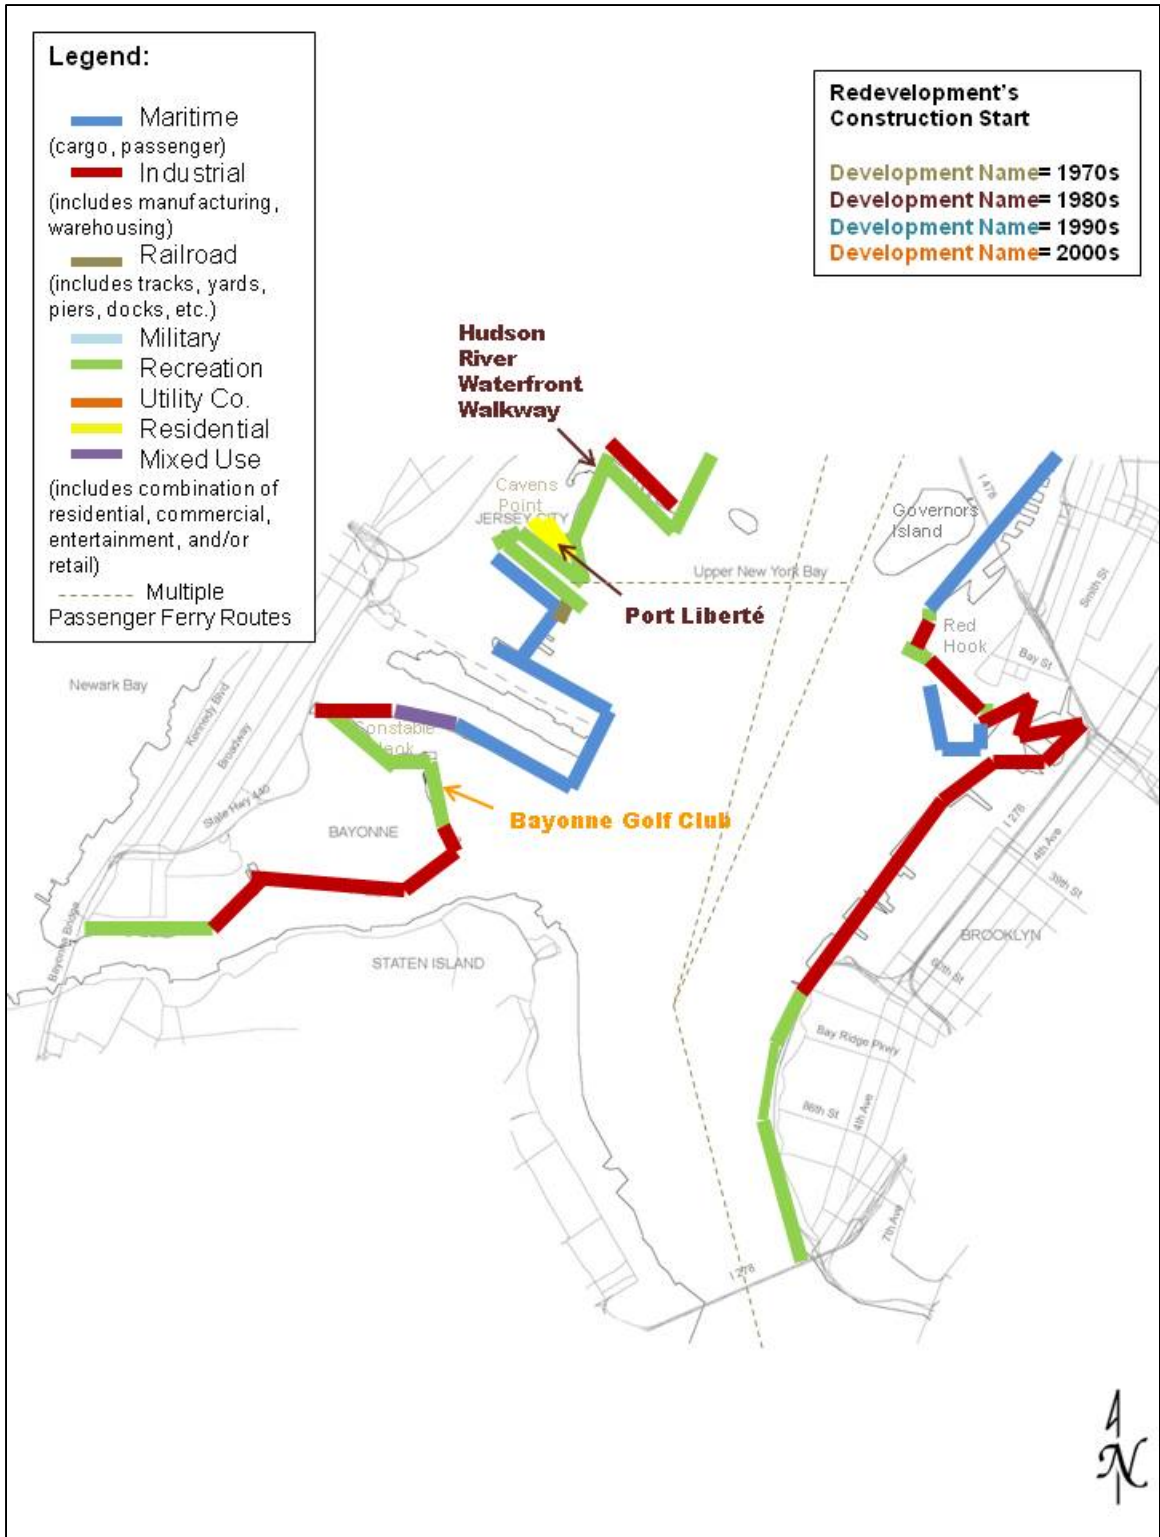 Legend:
Maritime
(cargo, passenger)
Industrial
(includes manufacturing,
warehousing)
Railroad
(includes tracks, yards,
piers, docks, etc.)
Military
Recreation
Utility Co.
Residential
Mixed Use
(includes combination of
residential, commercial,
entertainment, and/or
retail)
Multiple
Passenger Ferry Routes
Redevelopment's
Construction Start
Development Name= 1970s
Development Name= 1980s
Development Name= 1990s
Development Name= 2000s
Hudson
River
Waterfront
Walkway
Cavens
Point
JERSEY CITY
Governors
Island
I 478
Smith St
Upper New York Bay
Port Liberté
Red
Hook
Bay St
Newark Bay
Kennedy Blvd
Broadway
State Hwy 440
Constable
Hook
Bayonne Golf Club
BAYONNE
I 278
4th Ave
39th St
BROOKLYN
60th St
Bayonne Bridge
STATEN ISLAND
Bay Ridge Pkwy
86th St
4th Ave
7th Ave
I 278
N